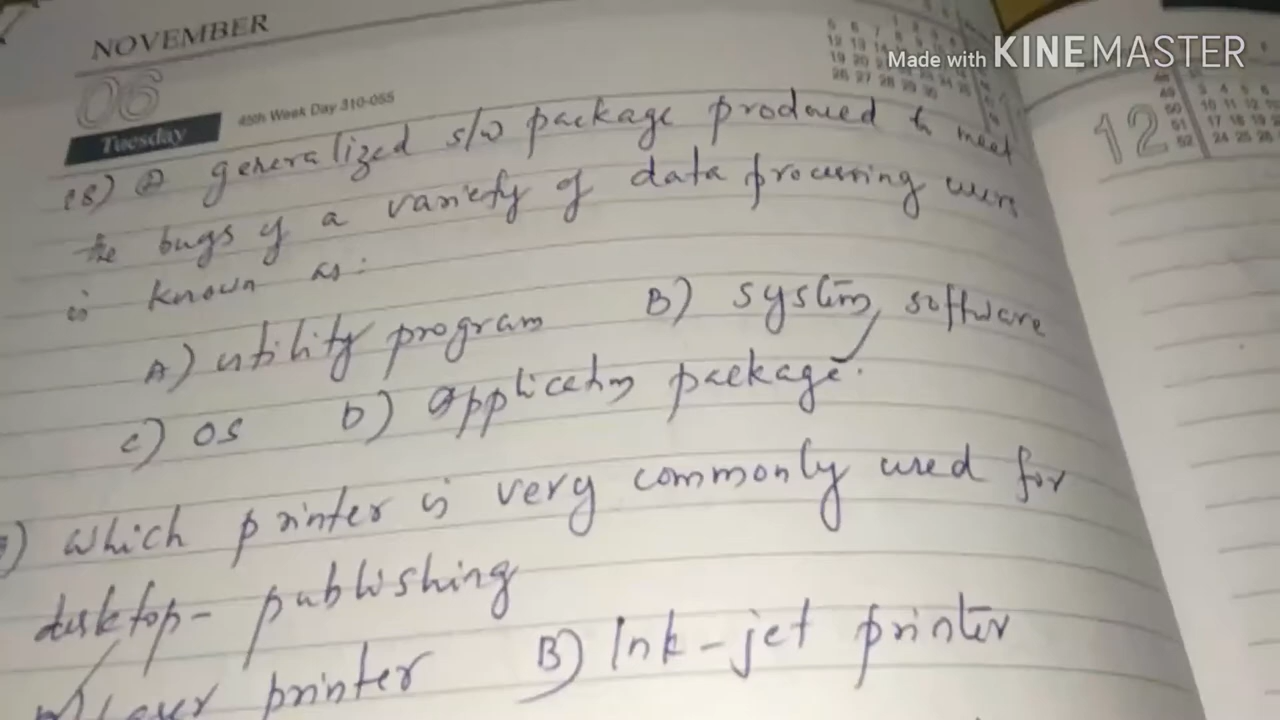 NOVEMBER
06
Tuesday
45th Week Day 310-055
Made with KINEMASTER
12
18) A generalized s/w package produced to meet
the bugs of a variety of data processing users
is known as:
A) utility program B) system software
C) OS D) Application package.
) which printer is very commonly used for
desktop- publishing
A) Laser printer B) Ink-jet printer